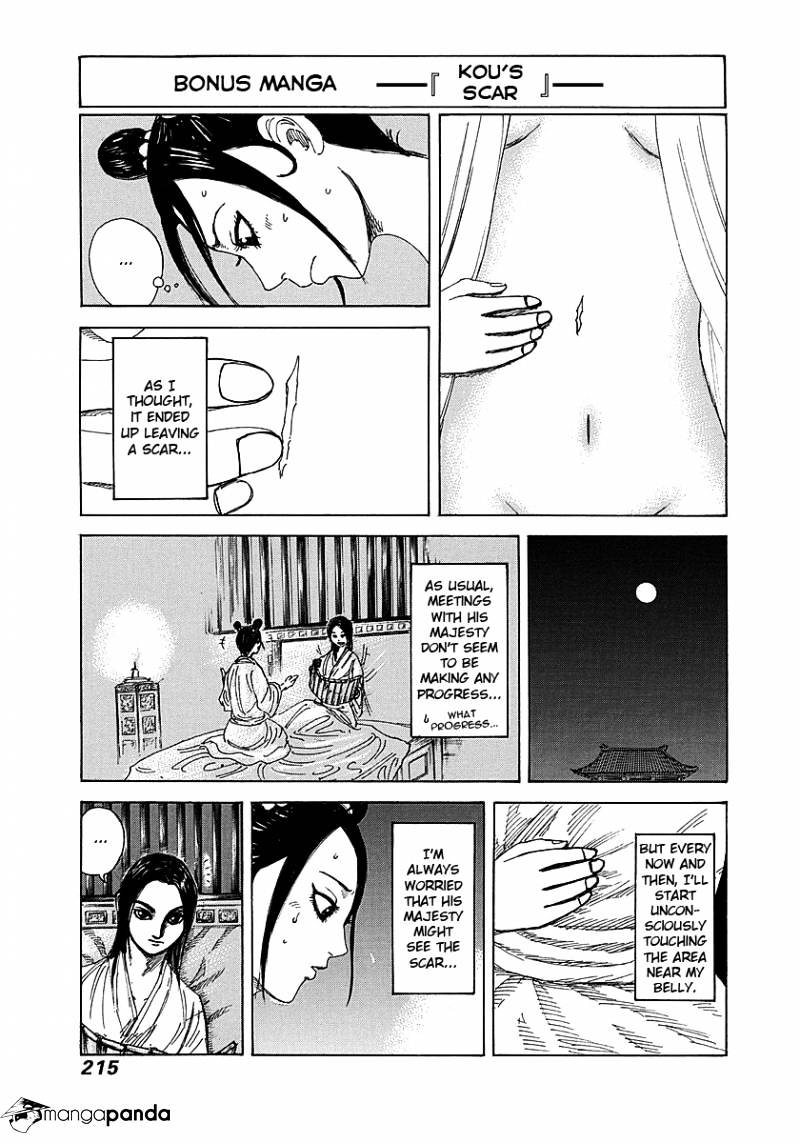 BONUS MANGA
『 KOU'S
SCAR 』
...
AS I
THOUGHT,
IT ENDED
UP LEAVING
A SCAR...
AS USUAL,
MEETINGS
WITH HIS
MAJESTY
DON'T SEEM
TO BE
MAKING ANY
PROGRESS...
WHAT
PROGRESS...
BUT EVERY
NOW AND
THEN, I'LL
START
UNCON-
SCIOUSLY
TOUCHING
THE AREA
NEAR MY
BELLY.
I'M
ALWAYS
WORRIED
THAT HIS
MAJESTY
MIGHT
SEE THE
SCAR...
...
215
mangapanda